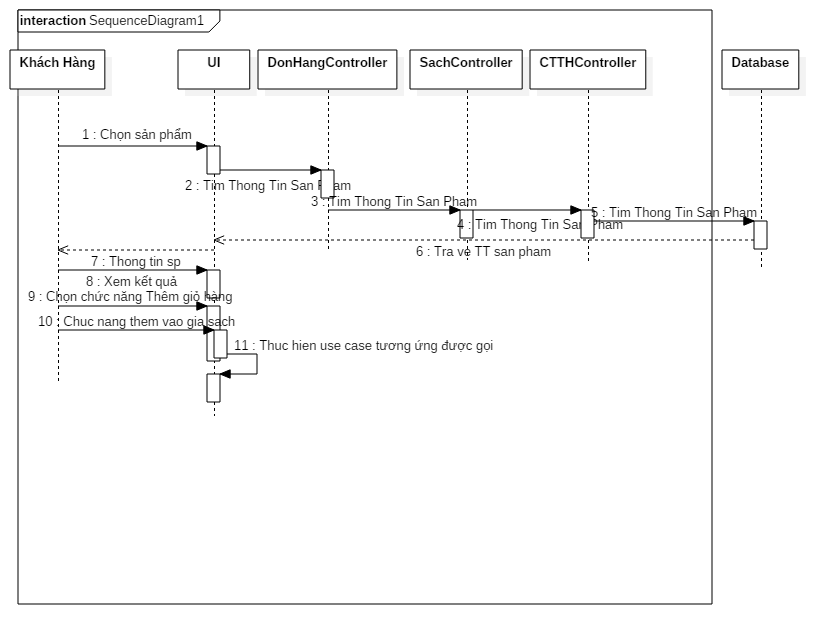 interaction SequenceDiagram1
Khách Hàng
UI
DonHangController
SachController
CTTHController
Database
1 : Chọn sản phẩm
2 : Tim Thong Tin San Pham
3 : Tim Thong Tin San Pham
4 : Tim Thong Tin San Pham
5 : Tim Thong Tin San Pham
6 : Tra ve TT san pham
7 : Thong tin sp
8 : Xem kết quả
9 : Chọn chức năng Thêm giỏ hàng
10 : Chuc nang them vao gia sach
11 : Thuc hien use case tương ứng được gọi